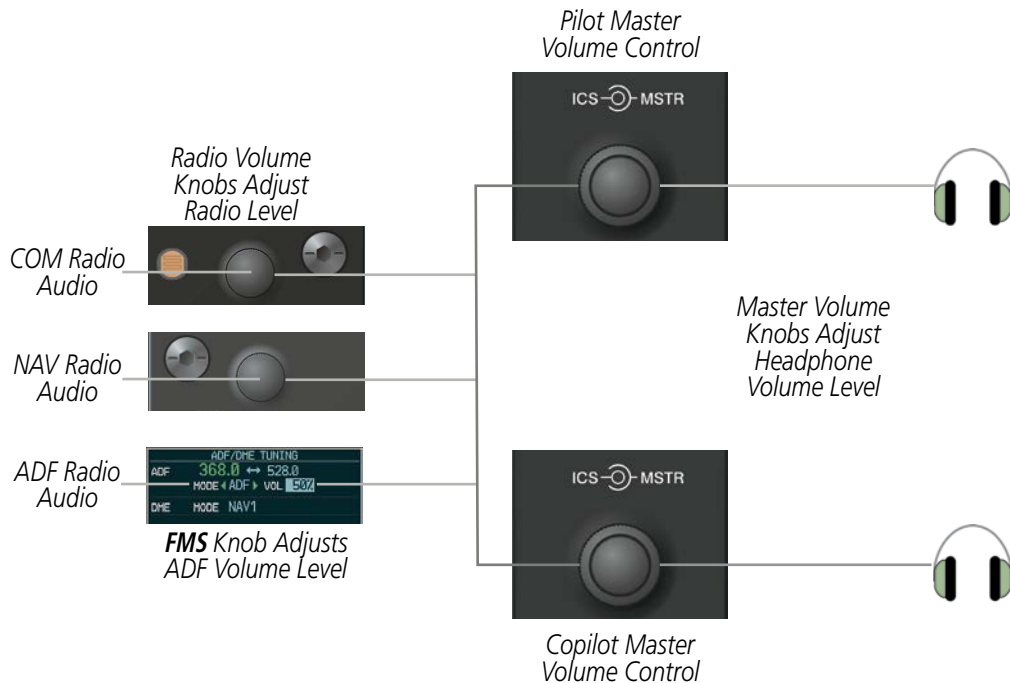 Pilot Master
Volume Control
ICS MSTR
Radio Volume
Knobs Adjust
Radio Level
COM Radio
Audio
NAV Radio
Audio
ADF Radio
Audio
ADF/DME TUNING
ADF 368.0 ↔ 528.0
MODE ADF VOL 50%
DME MODE NAV1
FMS Knob Adjusts
ADF Volume Level
Master Volume
Knobs Adjust
Headphone
Volume Level
ICS MSTR
Copilot Master
Volume Control